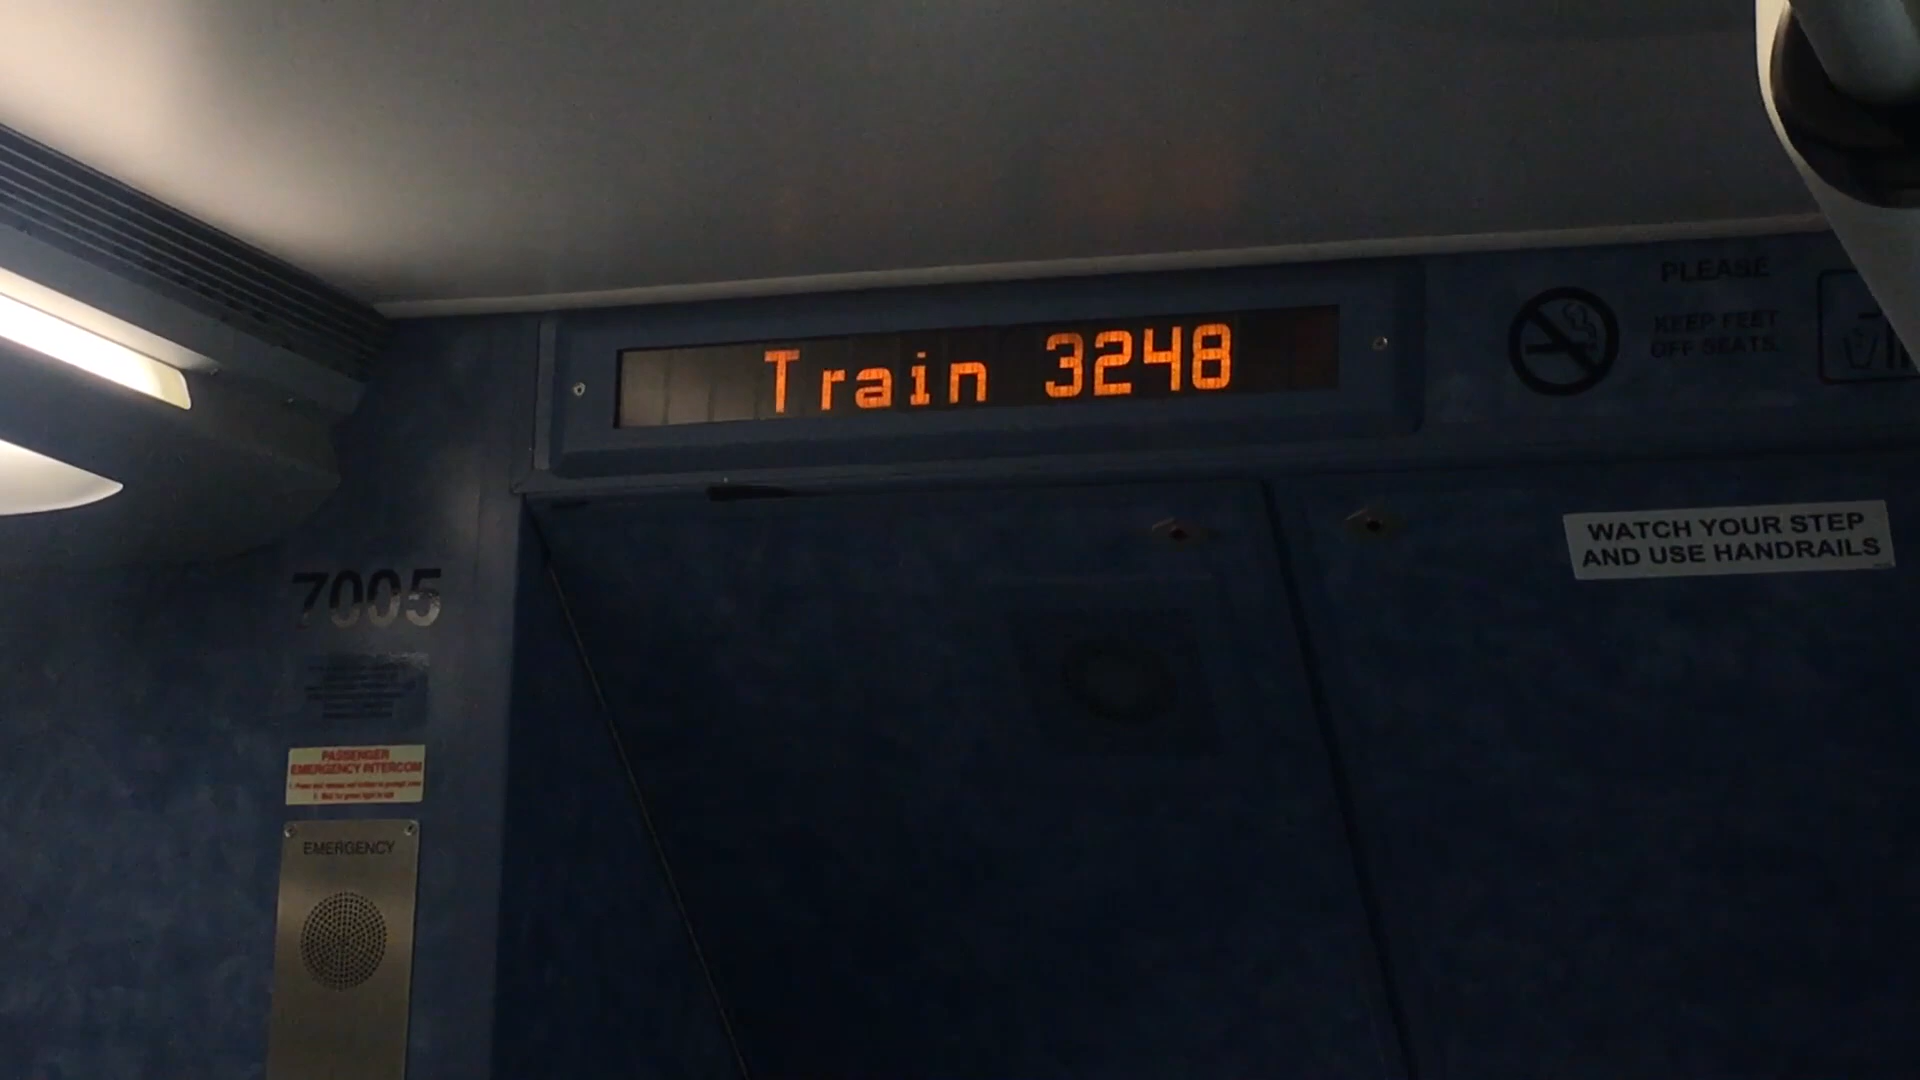 Train 3248
PLEASE
KEEP FEET
OFF SEATS.
WATCH YOUR STEP
AND USE HANDRAILS
7005
PASSENGER
EMERGENCY INTERCOM
EMERGENCY